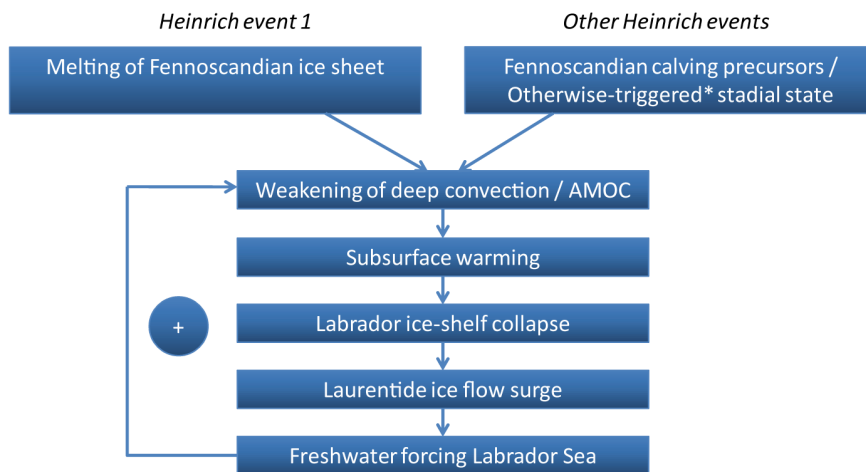 Heinrich event 1
Other Heinrich events
Melting of Fennoscandian ice sheet
Fennoscandian calving precursors /
Otherwise-triggered* stadial state
Weakening of deep convection / AMOC
Subsurface warming
Labrador ice-shelf collapse
+
Laurentide ice flow surge
Freshwater forcing Labrador Sea